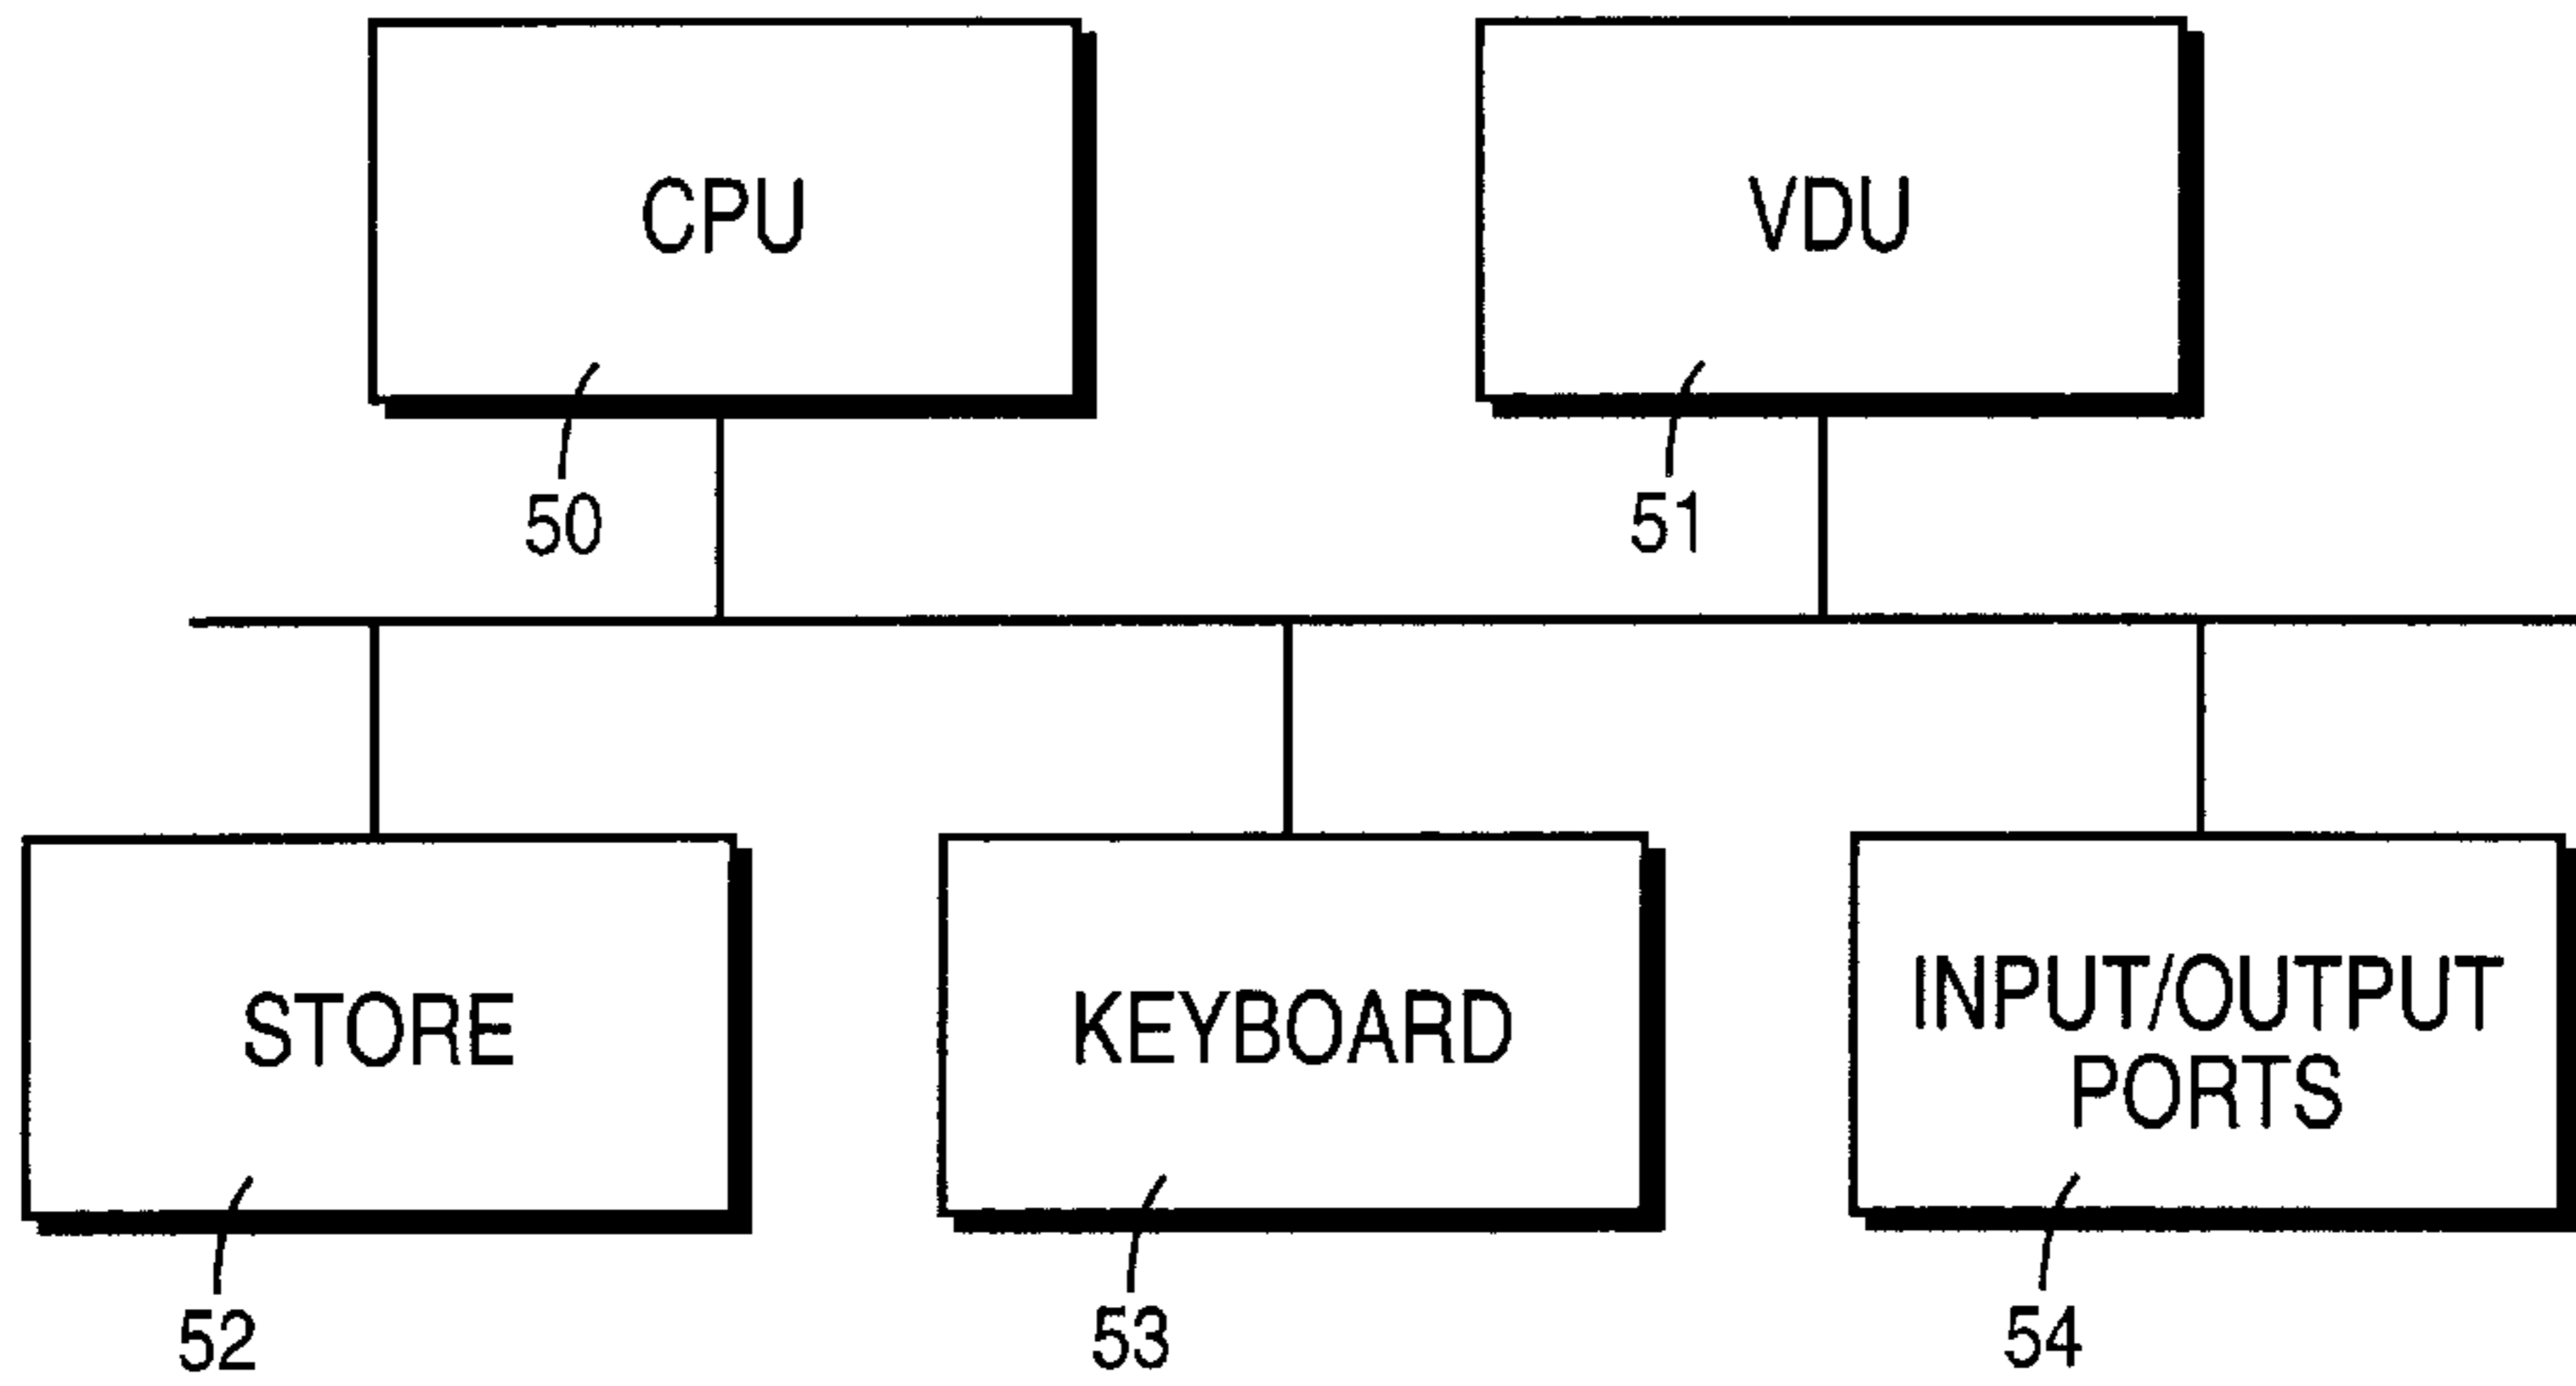 CPU
VDU
50
51
STORE
KEYBOARD
INPUT/OUTPUT
PORTS
52
53
54